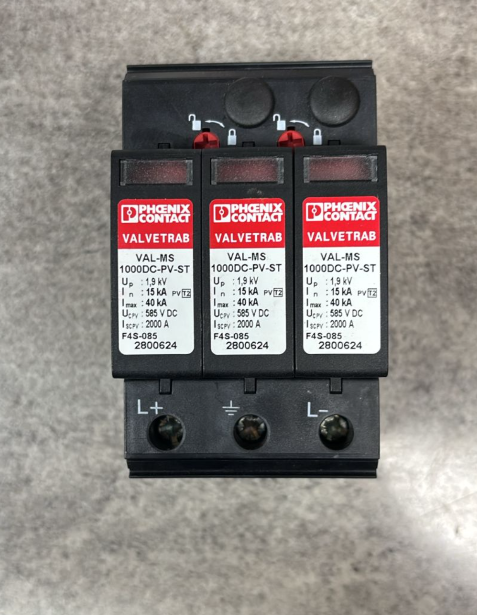 PHŒNIX
CONTACT
VALVETRAB
VAL-MS
1000DC-PV-ST
Up : 1,9 kV
In : 15 kA PV T2
Imax : 40 kA
UCPV : 585 V DC
ISCPV : 2000 A
F4S-085
2800624
PHŒNIX
CONTACT
VALVETRAB
VAL-MS
1000DC-PV-ST
Up : 1,9 kV
In : 15 kA PV T2
Imax : 40 kA
UCPV : 585 V DC
ISCPV : 2000 A
F4S-085
2800624
PHŒNIX
CONTACT
VALVETRAB
VAL-MS
1000DC-PV-ST
Up : 1,9 kV
In : 15 kA PV T2
Imax : 40 kA
UCPV : 585 V DC
ISCPV : 2000 A
F4S-085
2800624
L+
L-